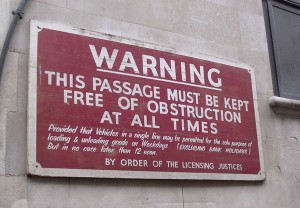 WARNING
THIS PASSAGE MUST BE KEPT
FREE OF OBSTRUCTION
AT ALL TIMES
Provided that Vehicles in a single line may be permitted for the sole purpose of
loading & unloading goods on Weekdays (EXCLUDING BANK HOLIDAYS)
But in no case later than 12 noon.
BY ORDER OF THE LICENSING JUSTICES